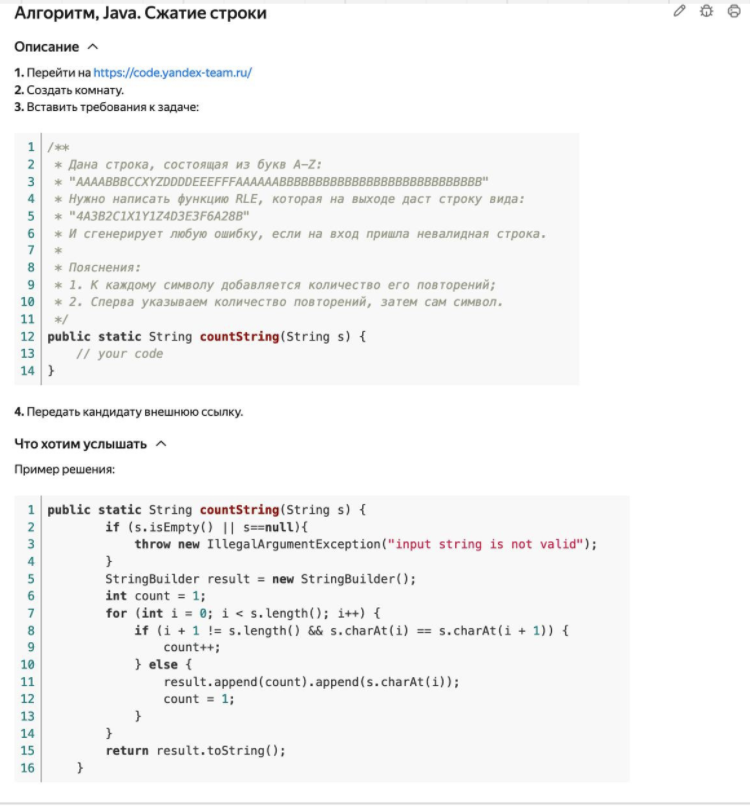 Алгоритм, Java. Сжатие строки
Описание
1. Перейти на https://code.yandex-team.ru/
2. Создать комнату.
3. Вставить требования к задаче:
1 /**
2  * Дана строка, состоящая из букв A-Z:
3  * "AAAABBBCCXYZDDDDEEEFFFAAAAAABBBBBBBBBBBBBBBBBBBBBBBBBBBB"
4  * Нужно написать функцию RLE, которая на выходе даст строку вида:
5  * "4A3B2C1X1Y1Z4D3E3F6A28B"
6  * И сгенерирует любую ошибку, если на вход пришла невалидная строка.
7  *
8  * Пояснения:
9  * 1. К каждому символу добавляется количество его повторений;
10  * 2. Сперва указываем количество повторений, затем сам символ.
11  */
12 public static String countString(String s) {
13     // your code
14 }
4. Передать кандидату внешнюю ссылку.
Что хотим услышать
Пример решения:
1 public static String countString(String s) {
2         if (s.isEmpty() || s==null){
3             throw new IllegalArgumentException("input string is not valid");
4         }
5         StringBuilder result = new StringBuilder();
6         int count = 1;
7         for (int i = 0; i < s.length(); i++) {
8             if (i + 1 != s.length() && s.charAt(i) == s.charAt(i + 1)) {
9                 count++;
10             } else {
11                 result.append(count).append(s.charAt(i));
12                 count = 1;
13             }
14         }
15         return result.toString();
16     }